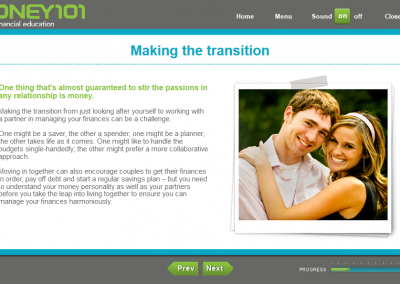 ONEY101
nancial education
Home Menu Sound on off Close
Making the transition
One thing that's almost guaranteed to stir the passions in
any relationship is money.
Making the transition from just looking after yourself to working with
a partner in managing your finances can be a challenge.
One might be a saver, the other a spender; one might be a planner,
the other takes life as it comes. One might like to handle the
budgets single-handedly; the other might prefer a more collaborative
approach.
Moving in together can also encourage couples to get their finances
in order, pay off debt and start a regular savings plan – but you need
to understand your money personality as well as your partners
before you take the leap into living together to ensure you can
manage your finances harmoniously.
Prev Next
PROGRESS